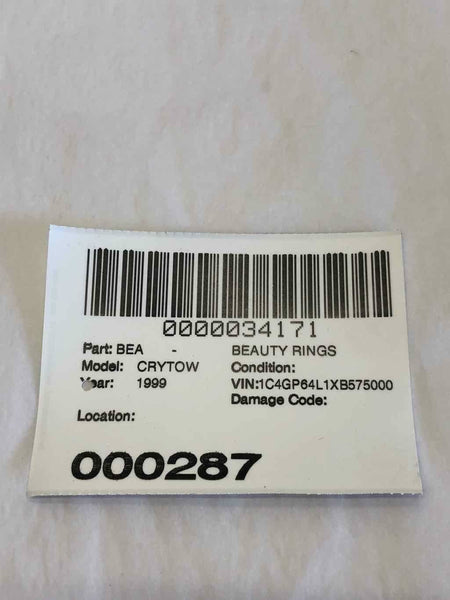 0000034171
Part: BEA - BEAUTY RINGS
Model: CRYTOW Condition:
Year: 1999 VIN:1C4GP64L1XB575000
Damage Code:
Location:
000287